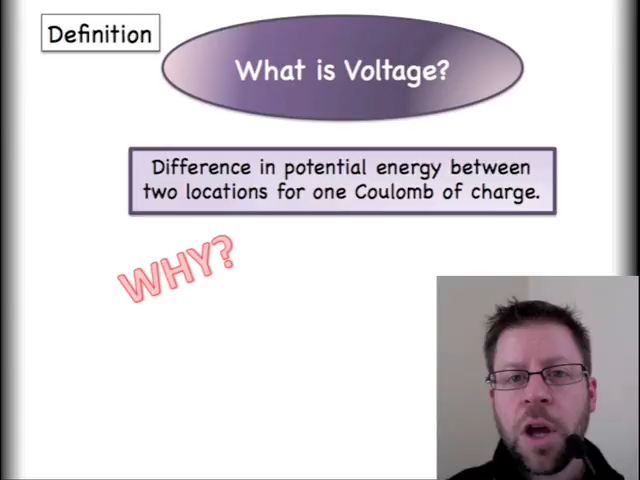 Definition
What is Voltage?
Difference in potential energy between
two locations for one Coulomb of charge.
WHY?